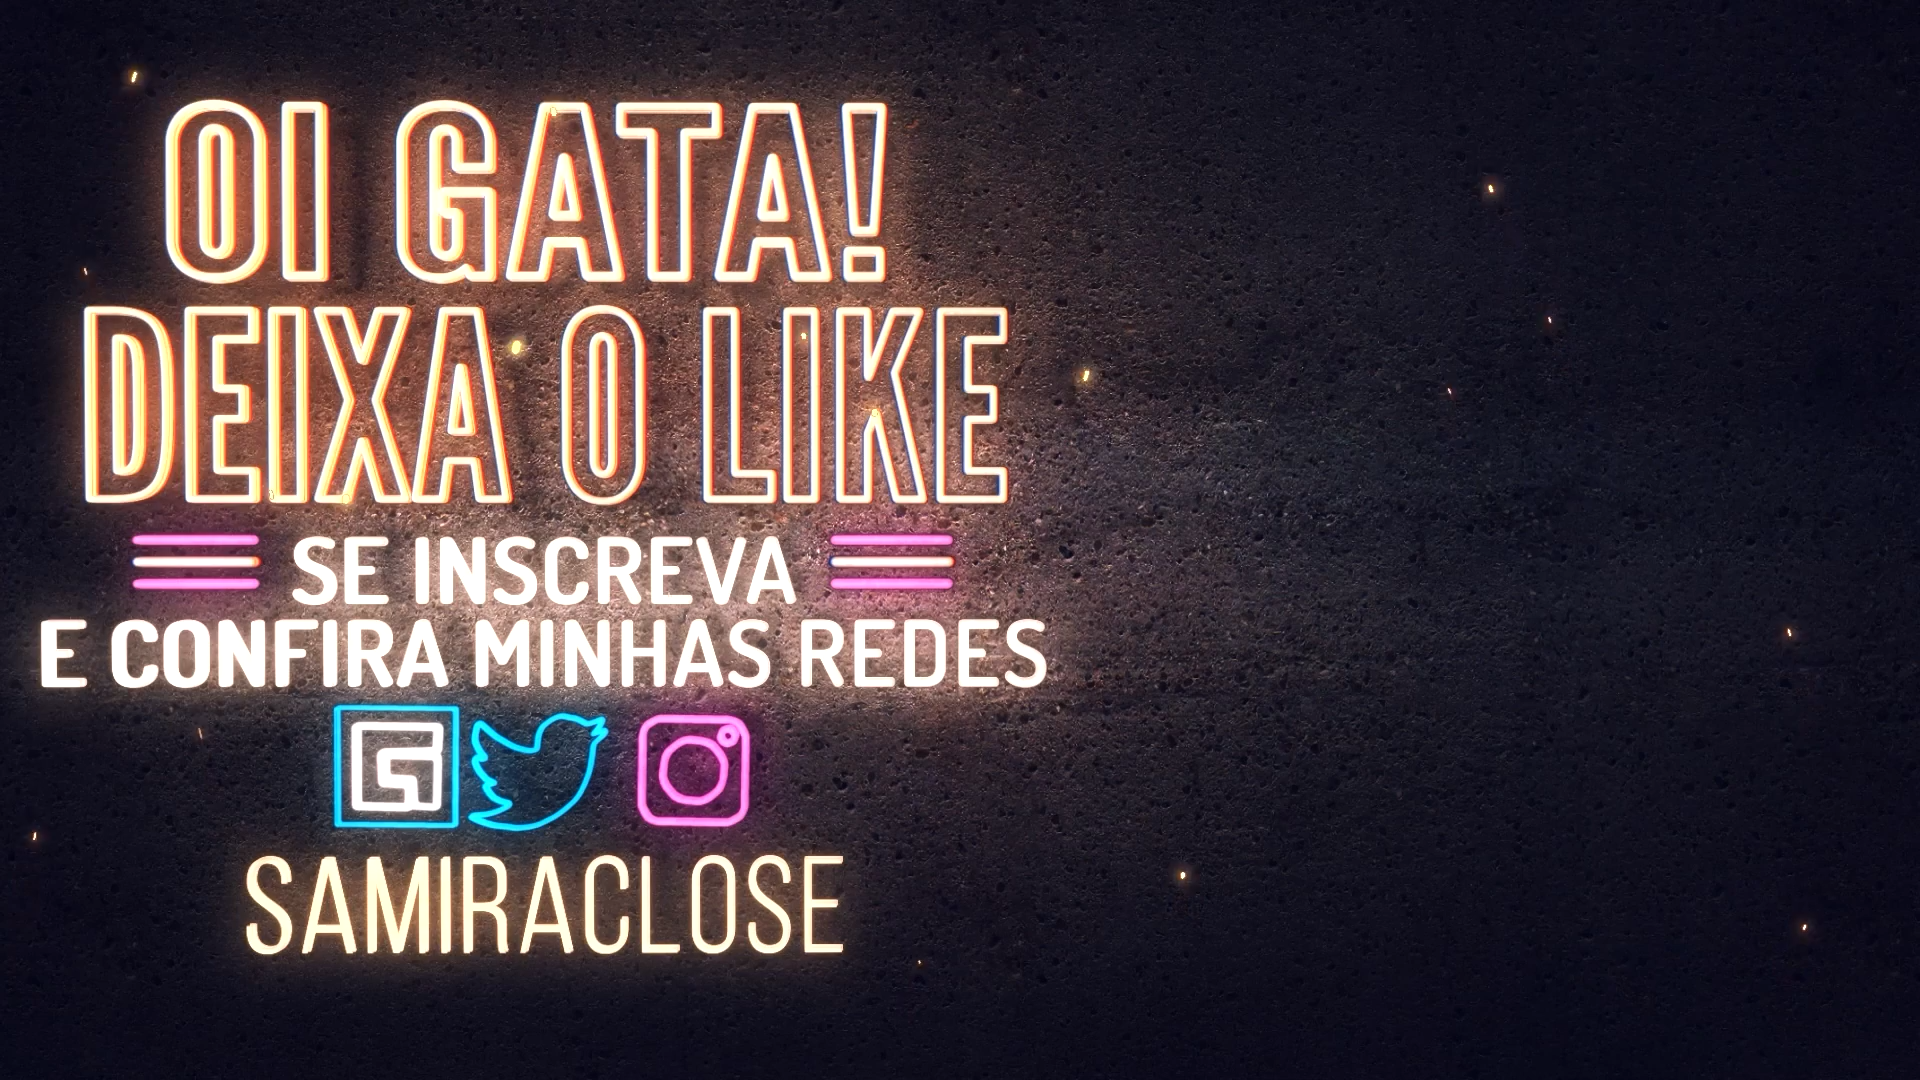 OI GATA!
DEIXA O LIKE
SE INSCREVA
E CONFIRA MINHAS REDES
SAMIRACLOSE